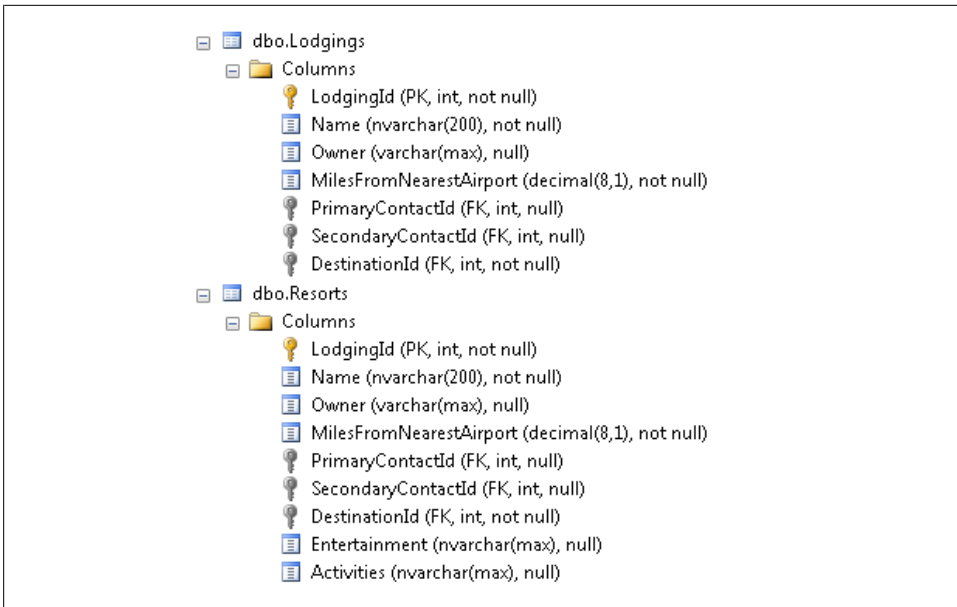 dbo.Lodgings
Columns
LodgingId (PK, int, not null)
Name (nvarchar(200), not null)
Owner (varchar(max), null)
MilesFromNearestAirport (decimal(8,1), not null)
PrimaryContactId (FK, int, null)
SecondaryContactId (FK, int, null)
DestinationId (FK, int, not null)
dbo.Resorts
Columns
LodgingId (PK, int, not null)
Name (nvarchar(200), not null)
Owner (varchar(max), null)
MilesFromNearestAirport (decimal(8,1), not null)
PrimaryContactId (FK, int, null)
SecondaryContactId (FK, int, null)
DestinationId (FK, int, not null)
Entertainment (nvarchar(max), null)
Activities (nvarchar(max), null)